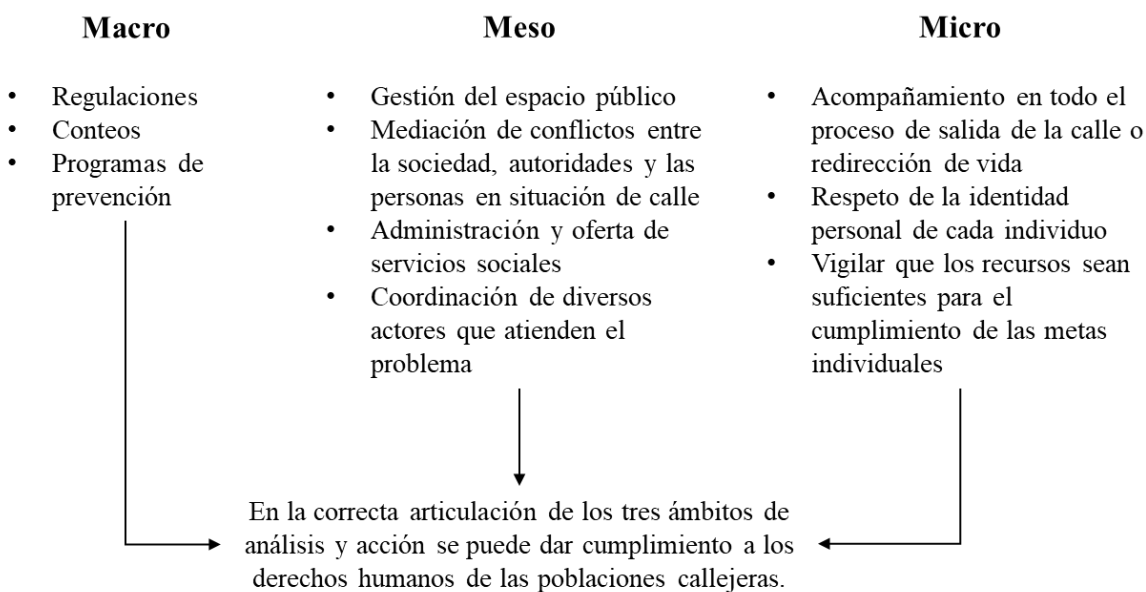 Macro
• Regulaciones
• Conteos
• Programas de
prevención
Meso
• Gestión del espacio público
• Mediación de conflictos entre
la sociedad, autoridades y las
personas en situación de calle
• Administración y oferta de
servicios sociales
• Coordinación de diversos
actores que atienden el
problema
Micro
• Acompañamiento en todo el
proceso de salida de la calle o
redirección de vida
• Respeto de la identidad
personal de cada individuo
• Vigilar que los recursos sean
suficientes para el
cumplimiento de las metas
individuales
En la correcta articulación de los tres ámbitos de
análisis y acción se puede dar cumplimiento a los
derechos humanos de las poblaciones callejeras.